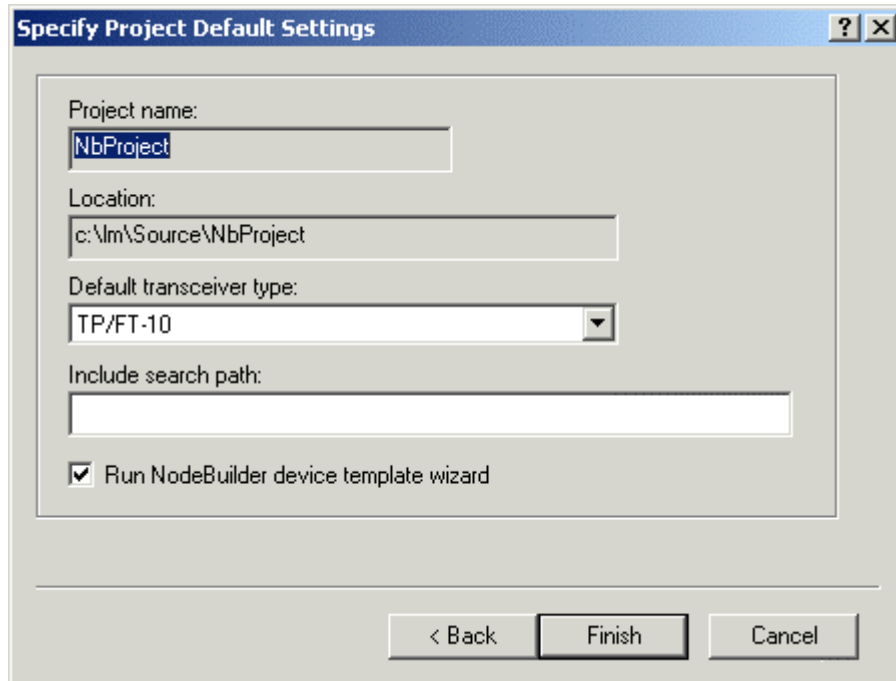 Specify Project Default Settings
Project name:
NbProject
Location:
c:\lm\Source\NbProject
Default transceiver type:
TP/FT-10
Include search path:
Run NodeBuilder device template wizard
< Back Finish Cancel